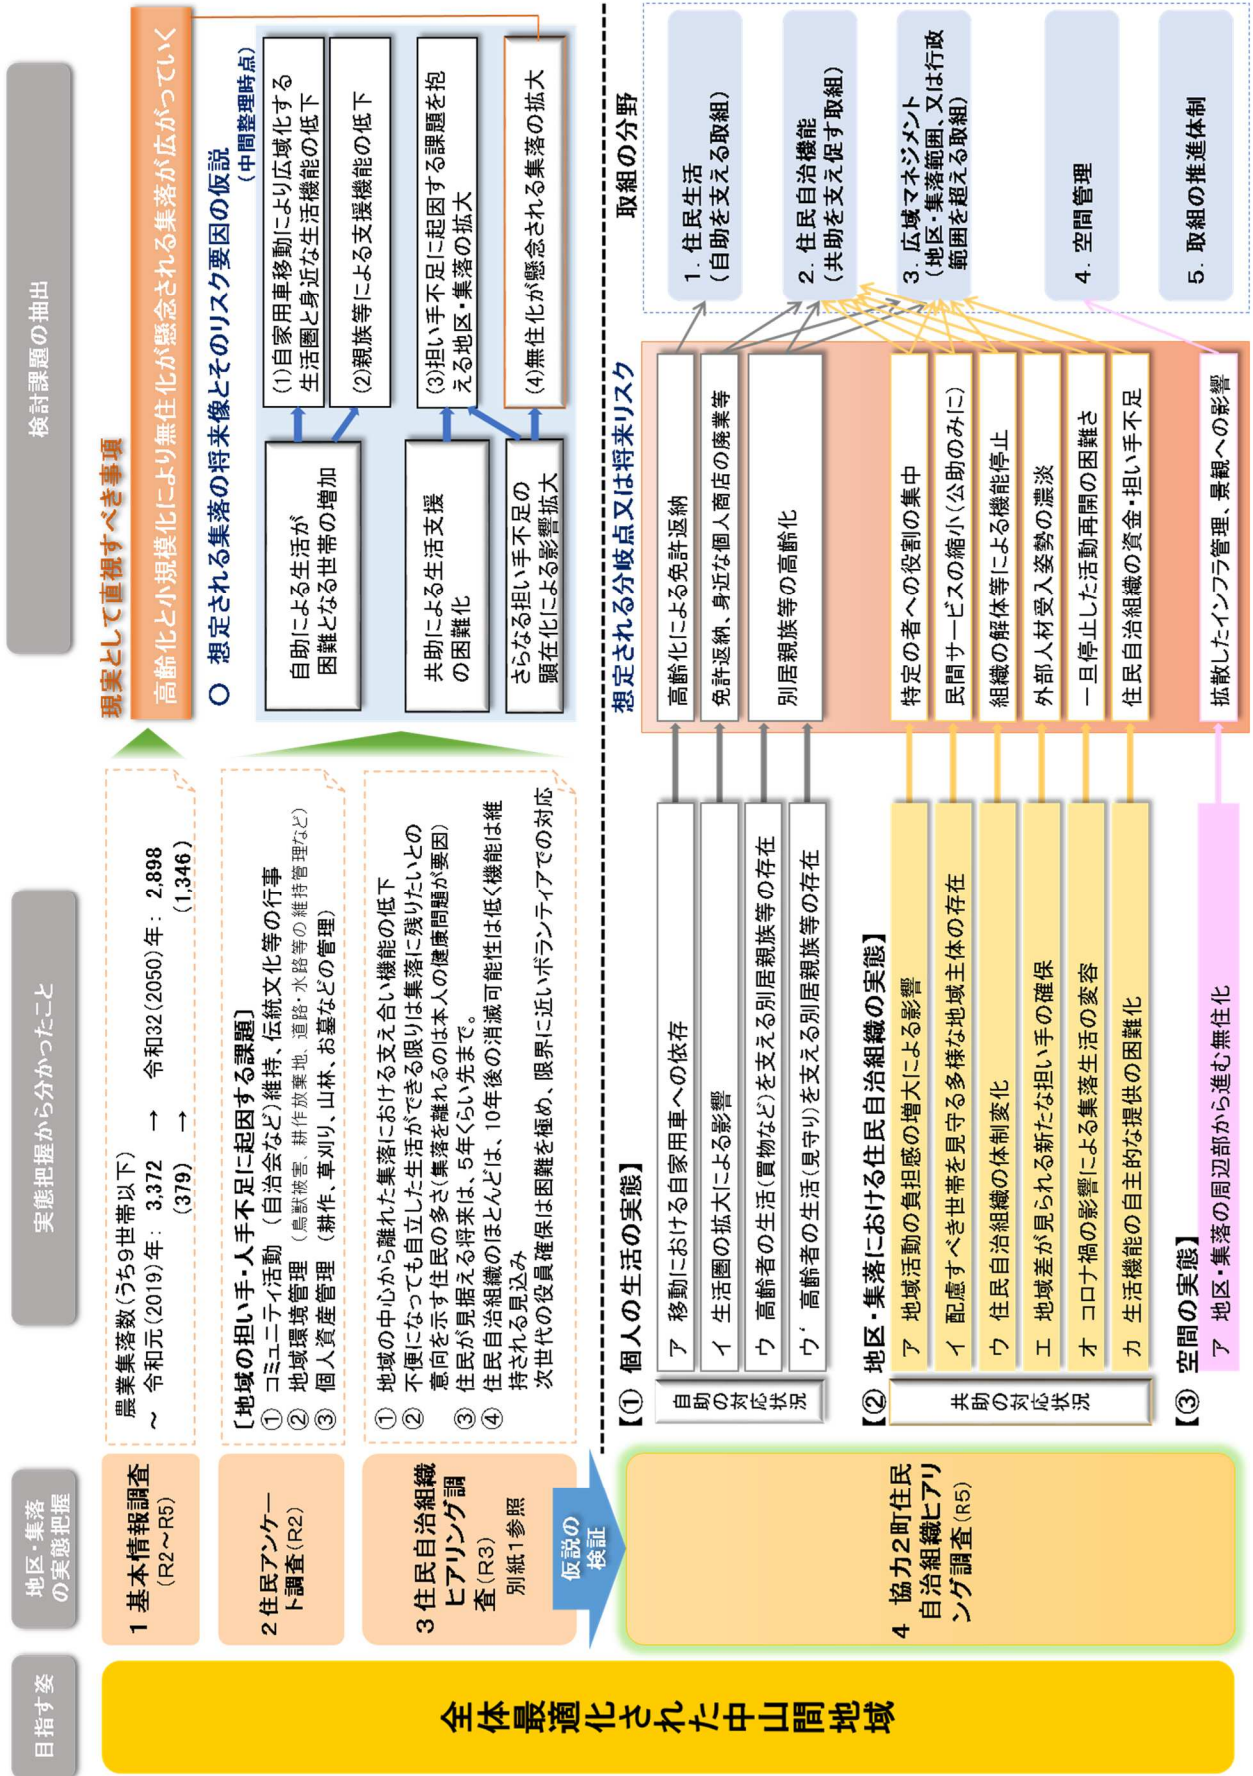 目指す姿
地区・集落
の実態把握
実態把握から分かったこと
検討課題の抽出
全体最適化された中山間地域
1 基本情報調査
(R2～R5)
農業集落数(うち9世帯以下)
～ 令和元(2019)年： 3,372 → 令和32(2050)年： 2,898
(379) → (1,346)
現実として直視すべき事項
高齢化と小規模化により無住化が懸念される集落が広がっていく
2 住民アンケー
ト調査(R2)
［地域の担い手・人手不足に起因する課題］
① コミュニティ活動 （自治会など）維持、伝統文化等の行事
② 地域環境管理 （鳥獣被害、耕作放棄地、道路・水路等の維持管理など）
③ 個人資産管理 （耕作、草刈り、山林、お墓などの管理）
3 住民自治組織
ヒアリング調
査(R3)
別紙1参照
① 地域の中心から離れた集落における支え合い機能の低下
② 不便になっても自立した生活ができる限りは集落に残りたいとの
意向を示す住民の多さ（集落を離れるのは本人の健康問題が要因）
③ 住民が見据える将来は、5年くらい先まで。
④ 住民自治組織のほとんどは、10年後の消滅可能性は低く機能は維
持される見込み
次世代の役員確保は困難を極め、限界に近いボランティアでの対応
〇 想定される集落の将来像とそのリスク要因の仮説
（中間整理時点）
自助による生活が
困難となる世帯の増加
共助による生活支援
の困難化
さらなる担い手不足の
顕在化による影響拡大
(1)自家用車移動により広域化する
生活圏と身近な生活機能の低下
(2)親族等による支援機能の低下
(3)担い手不足に起因する課題を抱
える地区・集落の拡大
(4)無住化が懸念される集落の拡大
仮説の
検証
4 協力2町住民
自治組織ヒアリ
ング調査(R5)
【① 個人の生活の実態】
自助の対応状況
ア 移動における自家用車への依存
イ 生活圏の拡大による影響
ウ 高齢者の生活（買物など）を支える別居親族等の存在
ウ‘ 高齢者の生活（見守り）を支える別居親族等の存在
【② 地区・集落における住民自治組織の実態】
共助の対応状況
ア 地域活動の負担感の増大による影響
イ 配慮すべき世帯を見守る多様な地域主体の存在
ウ 住民自治組織の体制変化
エ 地域差が見られる新たな担い手の確保
オ コロナ禍の影響による集落生活の変容
カ 生活機能の自主的な提供の困難化
【③ 空間の実態】
ア 地区・集落の周辺部から進む無住化
想定される分岐点又は将来リスク
高齢化による免許返納
免許返納、身近な個人商店の廃業等
別居親族等の高齢化
特定の者への役割の集中
民間サービスの縮小（公助のみに）
組織の解体等による機能停止
外部人材受入姿勢の濃淡
一旦停止した活動再開の困難さ
住民自治組織の資金・担い手不足
拡散したインフラ管理、景観への影響
取組の分野
1. 住民生活
（自助を支える取組）
2. 住民自治機能
（共助を支え促す取組）
3. 広域マネジメント
（地区・集落範囲、又は行政
範囲を超える取組）
4. 空間管理
5. 取組の推進体制